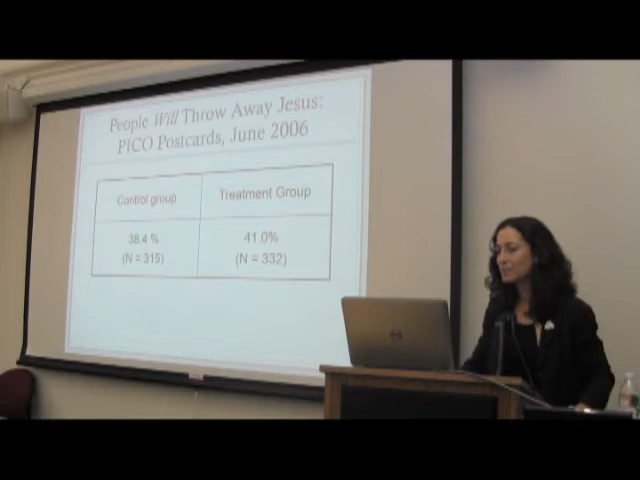 People Will Throw Away Jesus:
PICO Postcards, June 2006
Control group
Treatment Group
38.4 %
(N = 315)
41.0%
(N = 332)